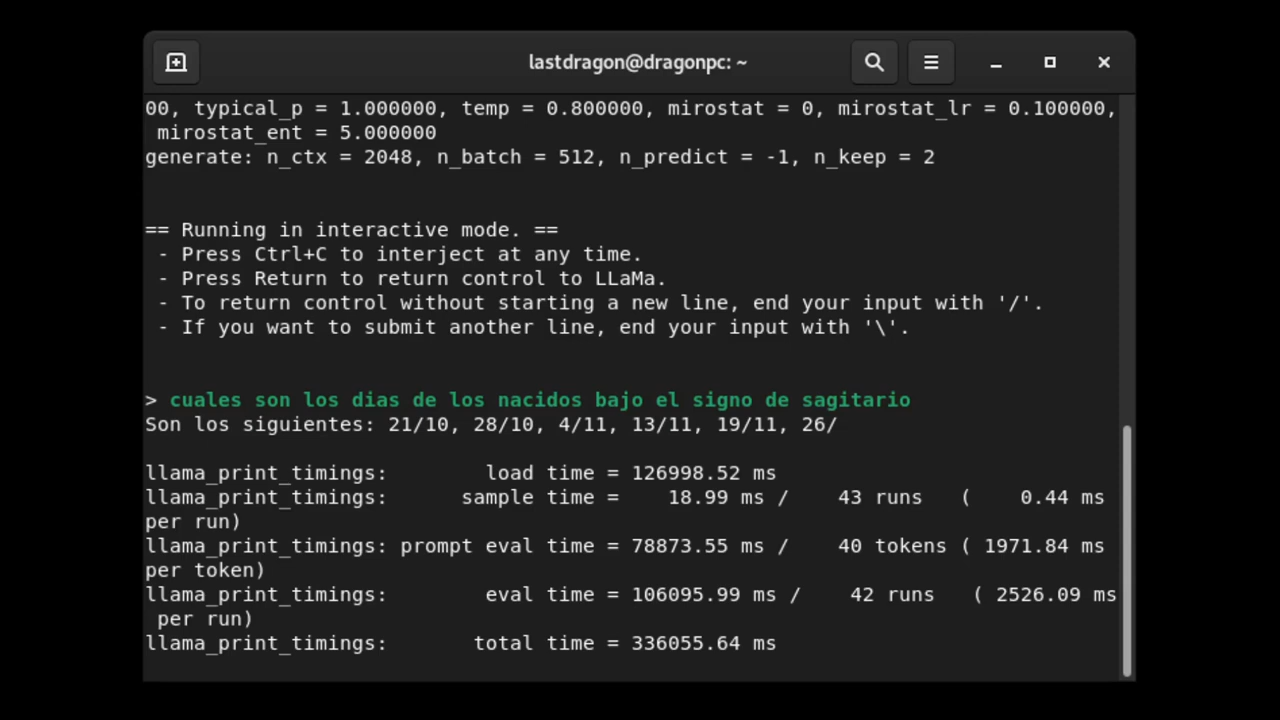 lastdragon@dragonpc: ~
00, typical_p = 1.000000, temp = 0.800000, mirostat = 0, mirostat_lr = 0.100000,
 mirostat_ent = 5.000000
generate: n_ctx = 2048, n_batch = 512, n_predict = -1, n_keep = 2
== Running in interactive mode. ==
 - Press Ctrl+C to interject at any time.
 - Press Return to return control to LLaMa.
 - To return control without starting a new line, end your input with '/'.
 - If you want to submit another line, end your input with '\'.
> cuales son los dias de los nacidos bajo el signo de sagitario
Son los siguientes: 21/10, 28/10, 4/11, 13/11, 19/11, 26/
llama_print_timings:        load time = 126998.52 ms
llama_print_timings:      sample time =    18.99 ms /    43 runs   (    0.44 ms
per run)
llama_print_timings: prompt eval time = 78873.55 ms /    40 tokens ( 1971.84 ms
per token)
llama_print_timings:        eval time = 106095.99 ms /    42 runs   ( 2526.09 ms
 per run)
llama_print_timings:       total time = 336055.64 ms